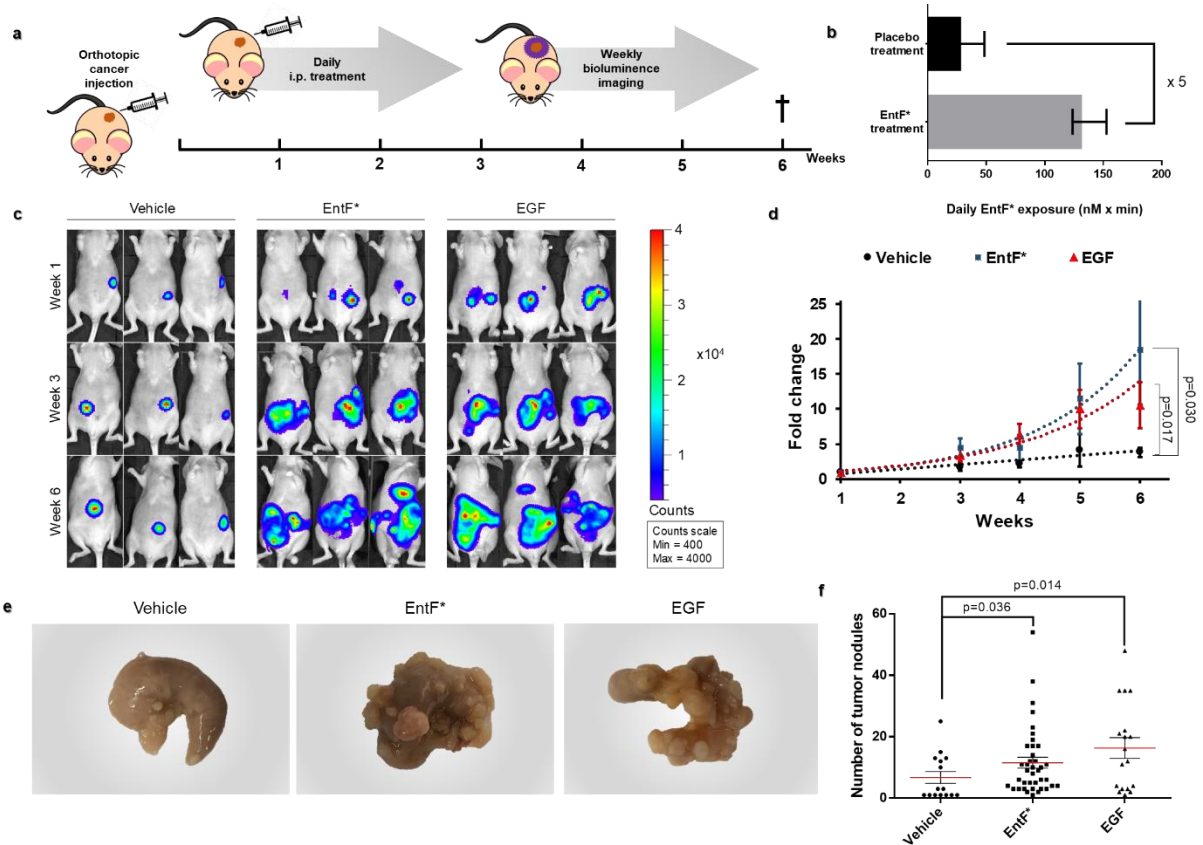 a
Orthotopic
cancer
injection
Daily
i.p. treatment
Weekly
bioluminence
imaging
1
2
3
4
5
6
Weeks
b
Placebo
treatment
EntF*
treatment
x 5
0
50
100
150
200
Daily EntF* exposure (nM x min)
c
Vehicle
EntF*
EGF
Week 1
Week 3
Week 6
4
3
x10⁴
2
1
Counts
Counts scale
Min = 400
Max = 4000
d
Vehicle
EntF*
EGF
Fold change
25
20
15
10
5
0
1
2
3
4
5
6
Weeks
p=0.030
p=0.017
e
Vehicle
EntF*
EGF
f
p=0.014
p=0.036
Number of tumor nodules
60
40
20
0
Vehicle
EntF*
EGF